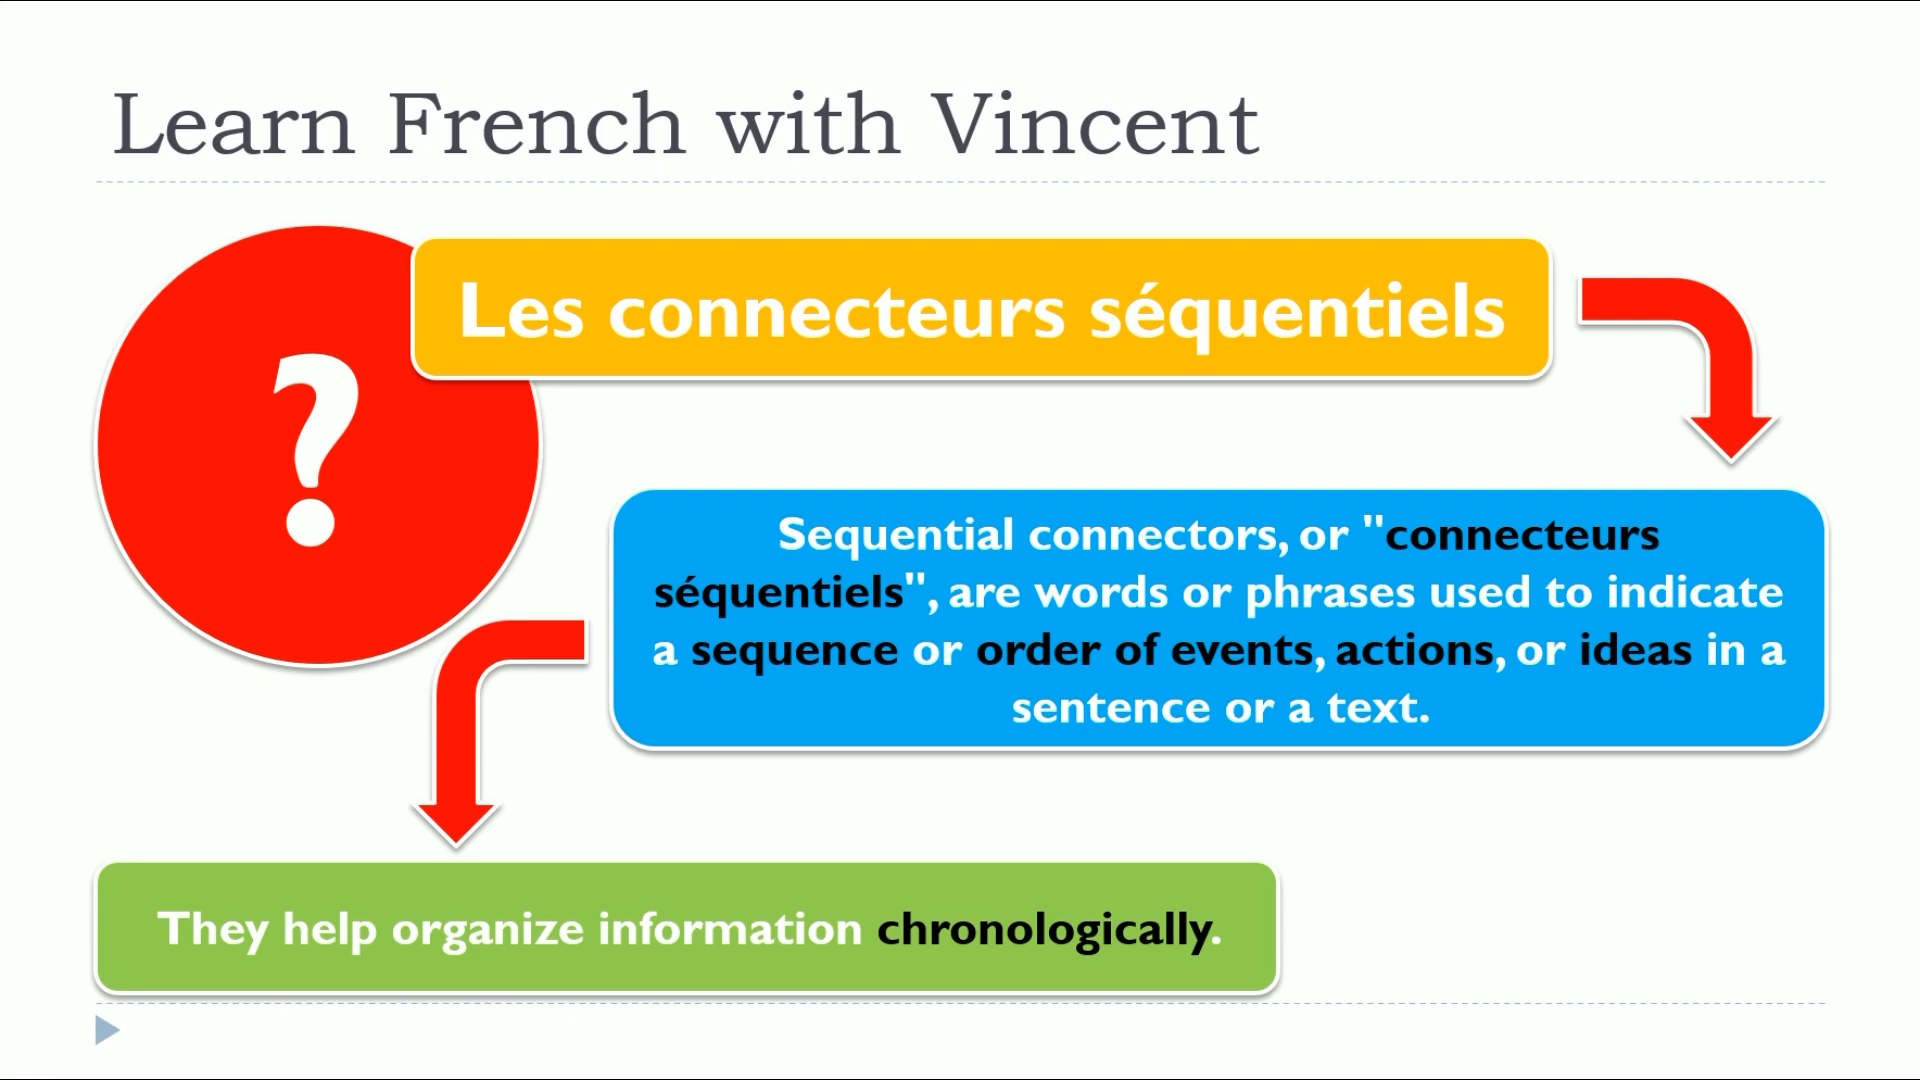 Learn French with Vincent
?
Les connecteurs séquentiels
Sequential connectors, or "connecteurs
séquentiels", are words or phrases used to indicate
a sequence or order of events, actions, or ideas in a
sentence or a text.
They help organize information chronologically.